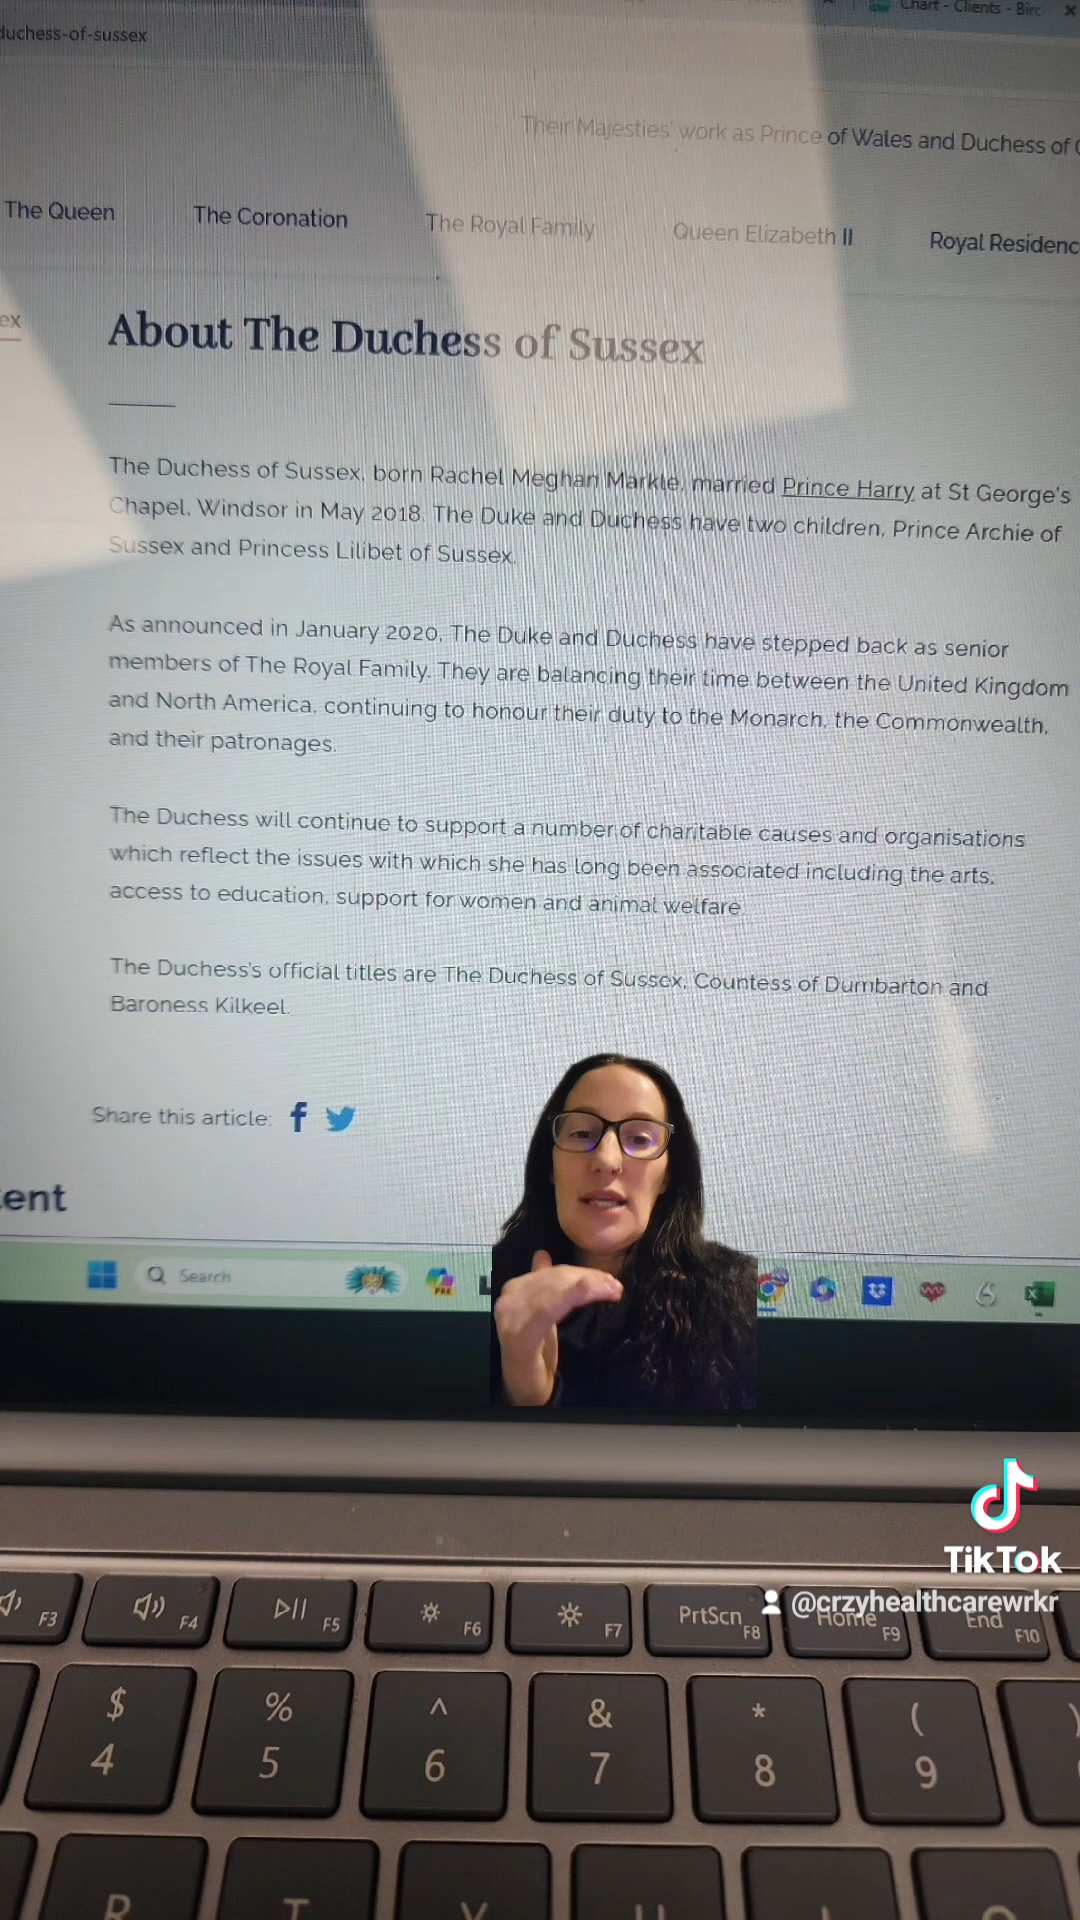 Chart - Clients - Birc
duchess-of-sussex
Their Majesties' work as Prince of Wales and Duchess of
The Queen
The Coronation
The Royal Family
Queen Elizabeth II
Royal Residenc
ex
About The Duchess of Sussex
The Duchess of Sussex, born Rachel Meghan Markle, married Prince Harry at St George's
Chapel, Windsor in May 2018. The Duke and Duchess have two children, Prince Archie of
Sussex and Princess Lilibet of Sussex.
As announced in January 2020, The Duke and Duchess have stepped back as senior
members of The Royal Family. They are balancing their time between the United Kingdom
and North America, continuing to honour their duty to the Monarch, the Commonwealth,
and their patronages.
The Duchess will continue to support a number of charitable causes and organisations
which reflect the issues with which she has long been associated including the arts,
access to education, support for women and animal welfare.
The Duchess's official titles are The Duchess of Sussex, Countess of Dumbarton and
Baroness Kilkeel.
Share this article:
ent
Search
PRE
TikTok
@crzyhealthcarewrkr
F3
F4
F5
F6
F7
PrtScn F8
Home F9
End F10
$ 4
% 5
^ 6
& 7
* 8
( 9
R
T